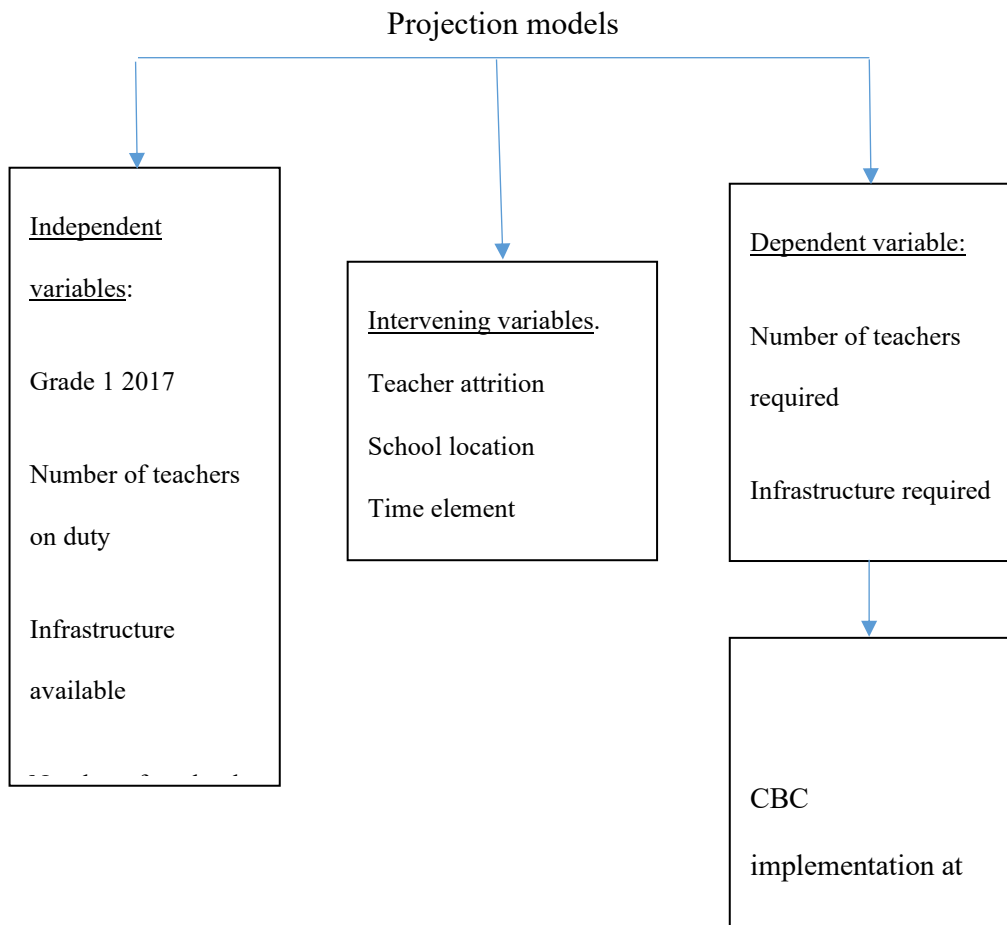 Projection models
Independent
variables:
Grade 1 2017
Number of teachers
on duty
Infrastructure
available
Intervening variables.
Teacher attrition
School location
Time element
Dependent variable:
Number of teachers
required
Infrastructure required
CBC
implementation at